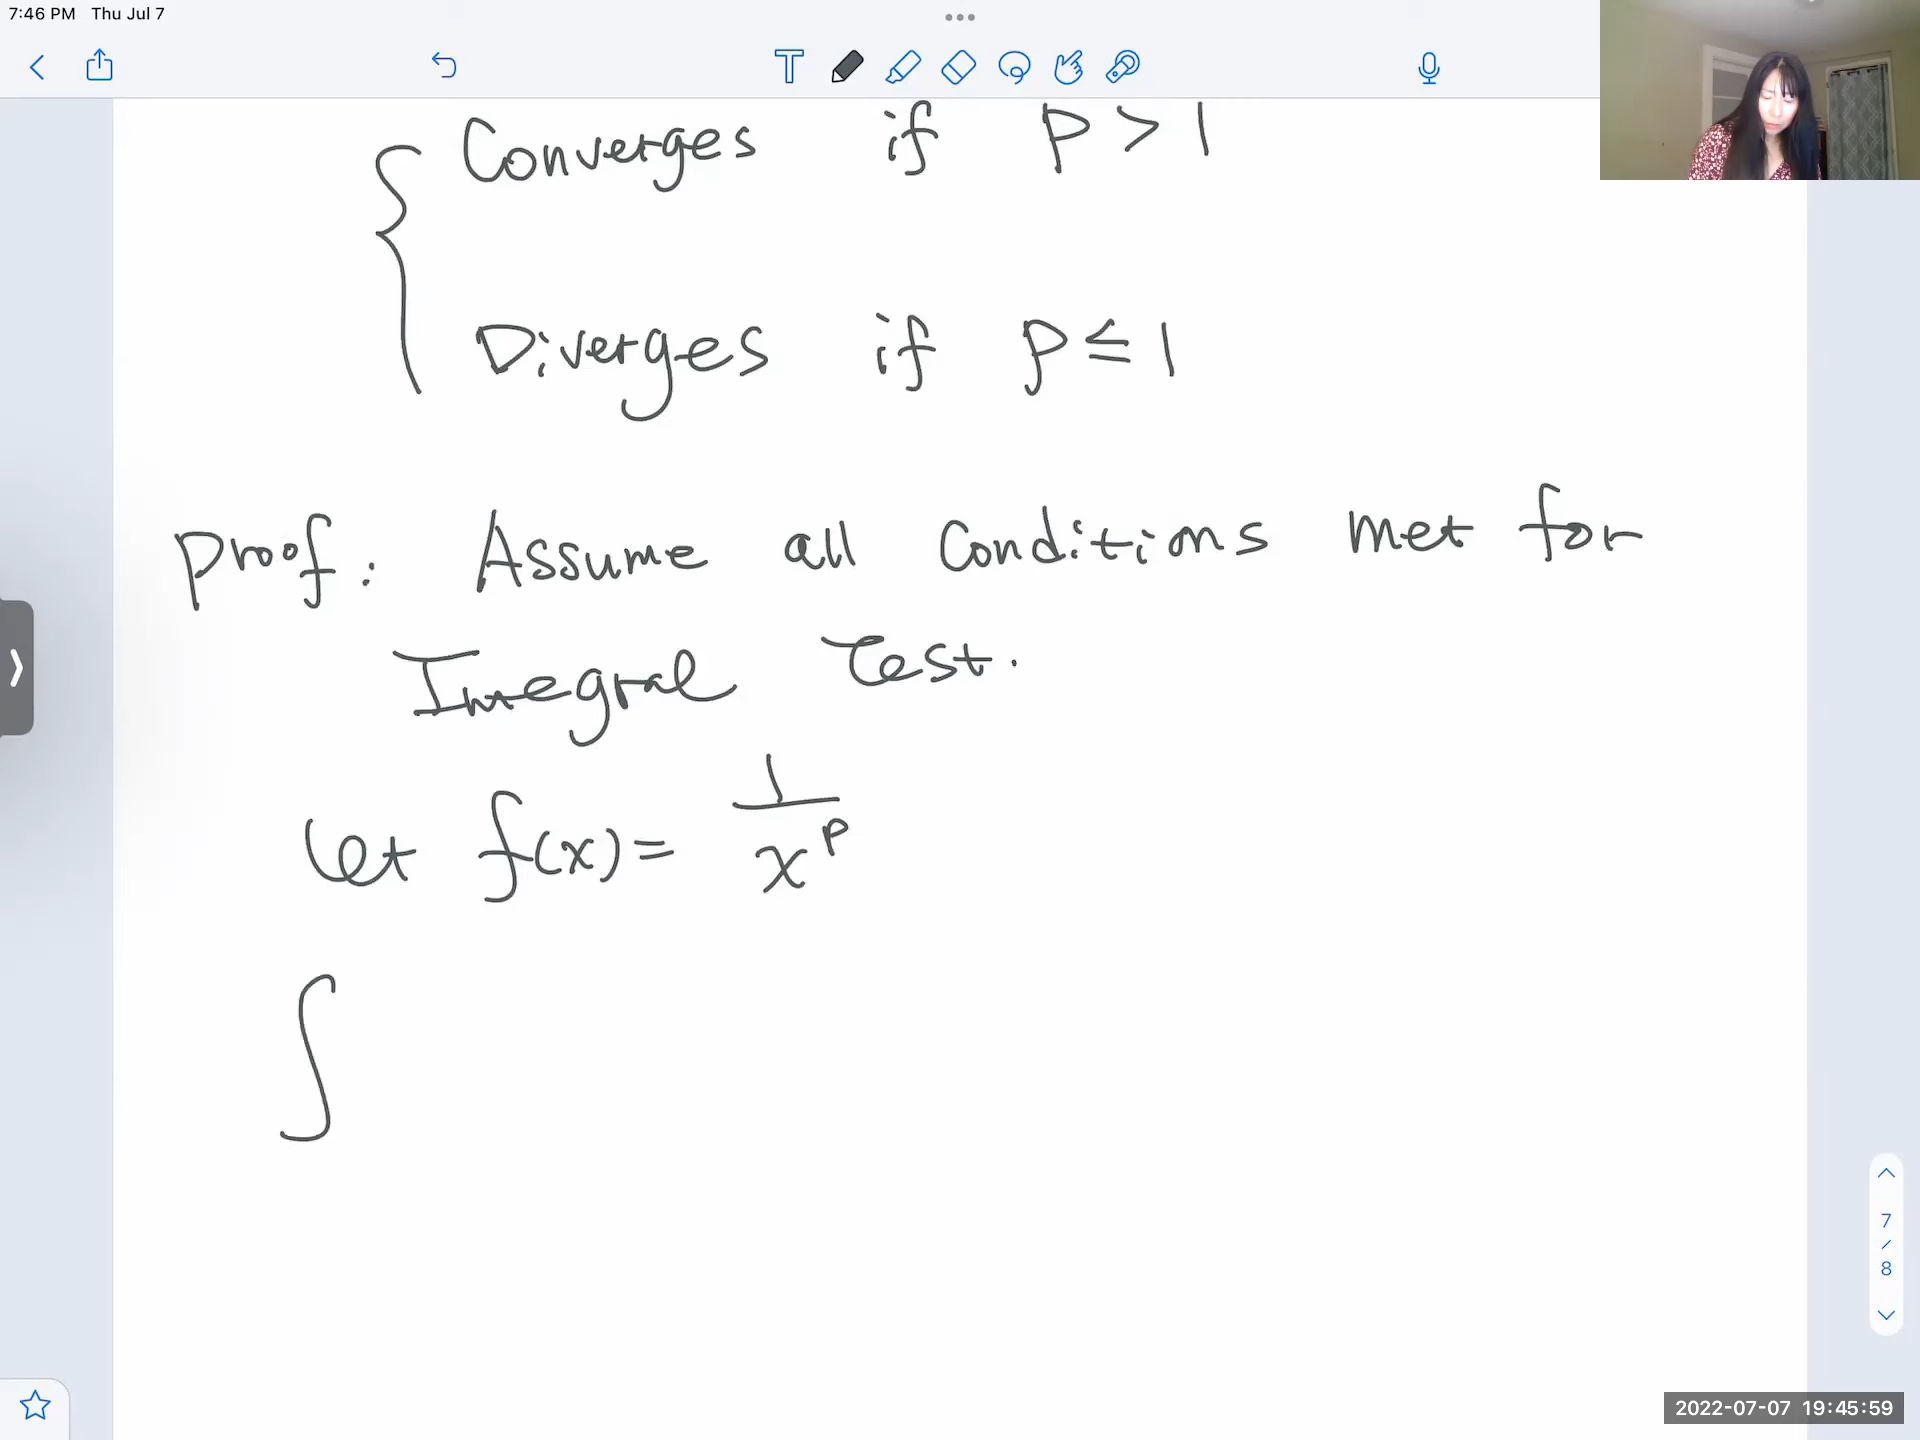 7:46 PM Thu Jul 7
Converges if p > 1
Diverges if p ≤ 1
Proof: Assume all conditions met for
Integral Test.
Let f(x) = 1/x^p
∫
7
/
8
2022-07-07 19:45:59